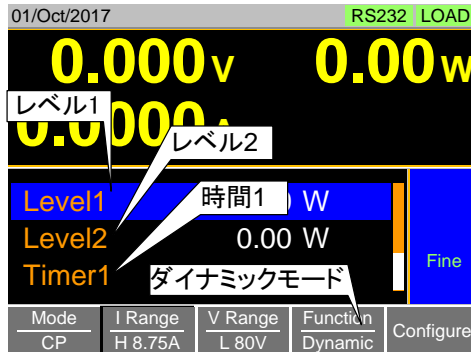 01/Oct/2017 RS232 LOAD
0.000 V 0.00 W
レベル1
0.0000
レベル2
Level1 時間1 W
Level2 0.00 W
Timer1 ダイナミックモード
Fine
Mode I Range V Range Function Configure
CP H 8.75A L 80V Dynamic